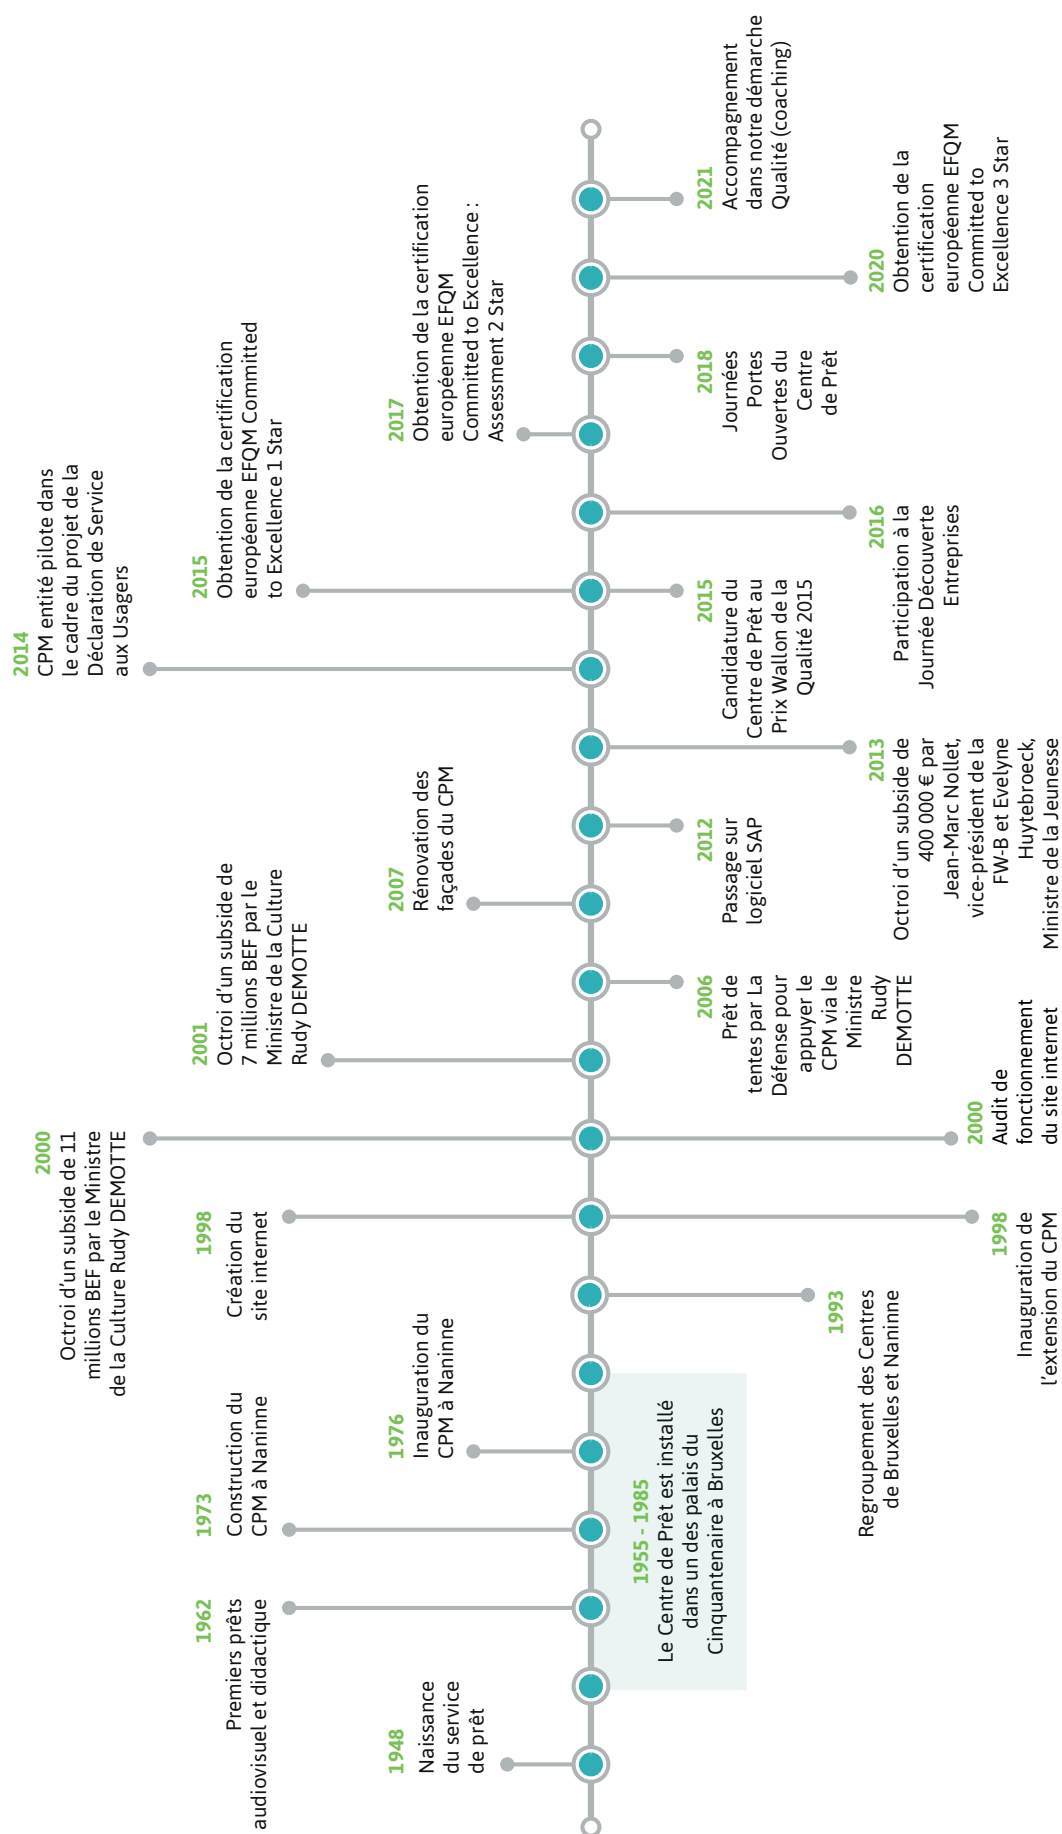 1948
Naissance
du service
de prêt
1955 - 1985
Le Centre de Prêt est installé
dans un des palais du
Cinquantenaire à Bruxelles
1962
Premiers prêts
audiovisuel et didactique
1973
Construction du
CPM à Naninne
1976
Inauguration du
CPM à Naninne
1993
Regroupement des Centres
de Bruxelles et Naninne
1998
Création du
site internet
1998
Inauguration de
l'extension du CPM
2000
Octroi d'un subside de 11
millions BEF par le Ministre
de la Culture Rudy DEMOTTE
2000
Audit de
fonctionnement
du site internet
2001
Octroi d'un subside de
7 millions BEF par le
Ministre de la Culture
Rudy DEMOTTE
2006
Prêt de
tentes par La
Défense pour
appuyer le
CPM via le
Ministre
Rudy
DEMOTTE
2007
Rénovation des
façades du CPM
2012
Passage sur
logiciel SAP
2013
Octroi d'un subside de
400 000 € par
Jean-Marc Nollet,
vice-président de la
FW-B et Evelyne
Huytebroeck,
Ministre de la Jeunesse
2014
CPM entité pilote dans
le cadre du projet de la
Déclaration de Service
aux Usagers
2015
Obtention de la certification
européenne EFQM Committed
to Excellence 1 Star
2015
Candidature du
Centre de Prêt au
Prix Wallon de la
Qualité 2015
2016
Participation à la
Journée Découverte
Entreprises
2017
Obtention de la certification
européenne EFQM
Committed to Excellence :
Assessment 2 Star
2018
Journées
Portes
Ouvertes du
Centre
de Prêt
2020
Obtention de la
certification
européenne EFQM
Committed to
Excellence 3 Star
2021
Accompagnement
dans notre démarche
Qualité (coaching)